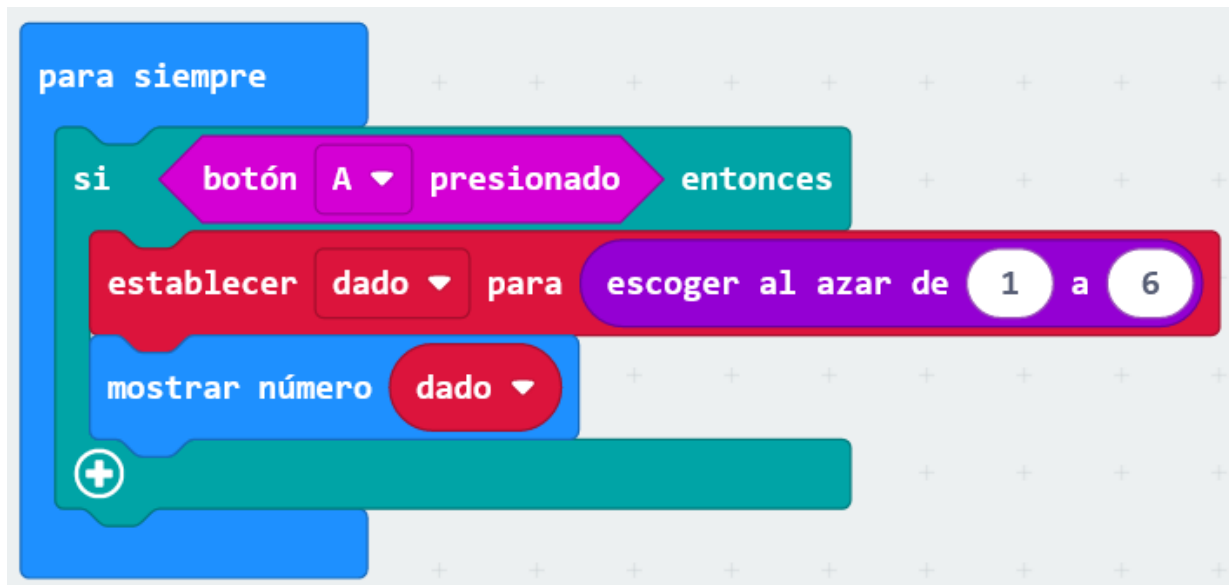 para siempre
si botón A presionado entonces
establecer dado para escoger al azar de 1 a 6
mostrar número dado